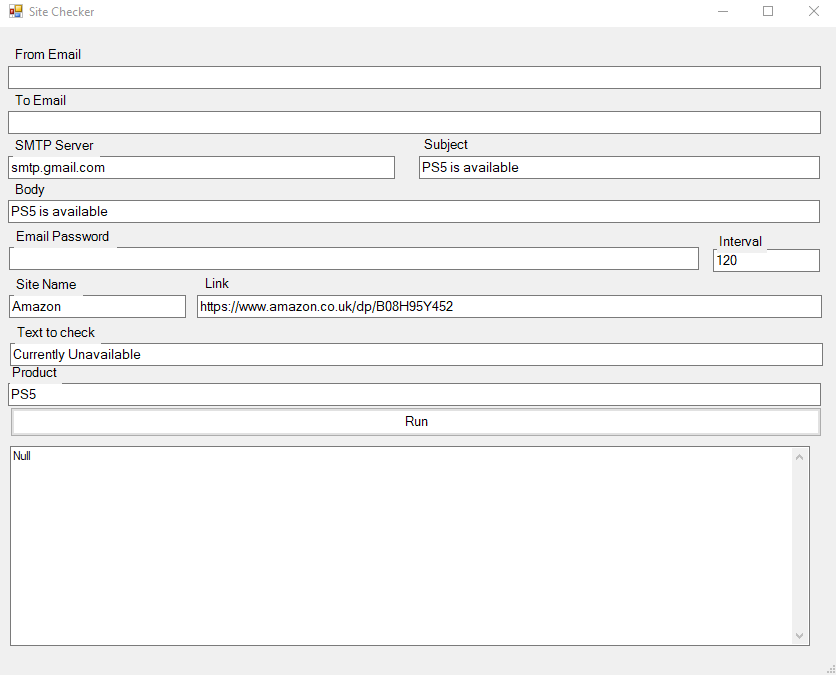 Site Checker
From Email
To Email
SMTP Server
Subject
smtp.gmail.com
PS5 is available
Body
PS5 is available
Email Password
Interval
120
Site Name
Link
Amazon
https://www.amazon.co.uk/dp/B08H95Y452
Text to check
Currently Unavailable
Product
PS5
Run
Null